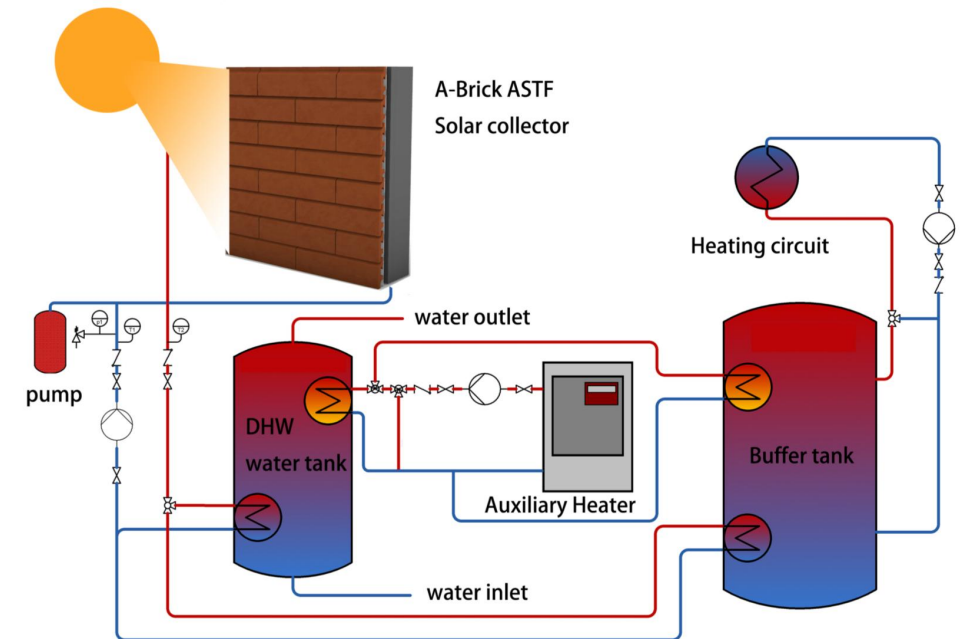 A-Brick ASTF
Solar collector
Heating circuit
water outlet
pump
DHW
water tank
Buffer tank
Auxiliary Heater
water inlet